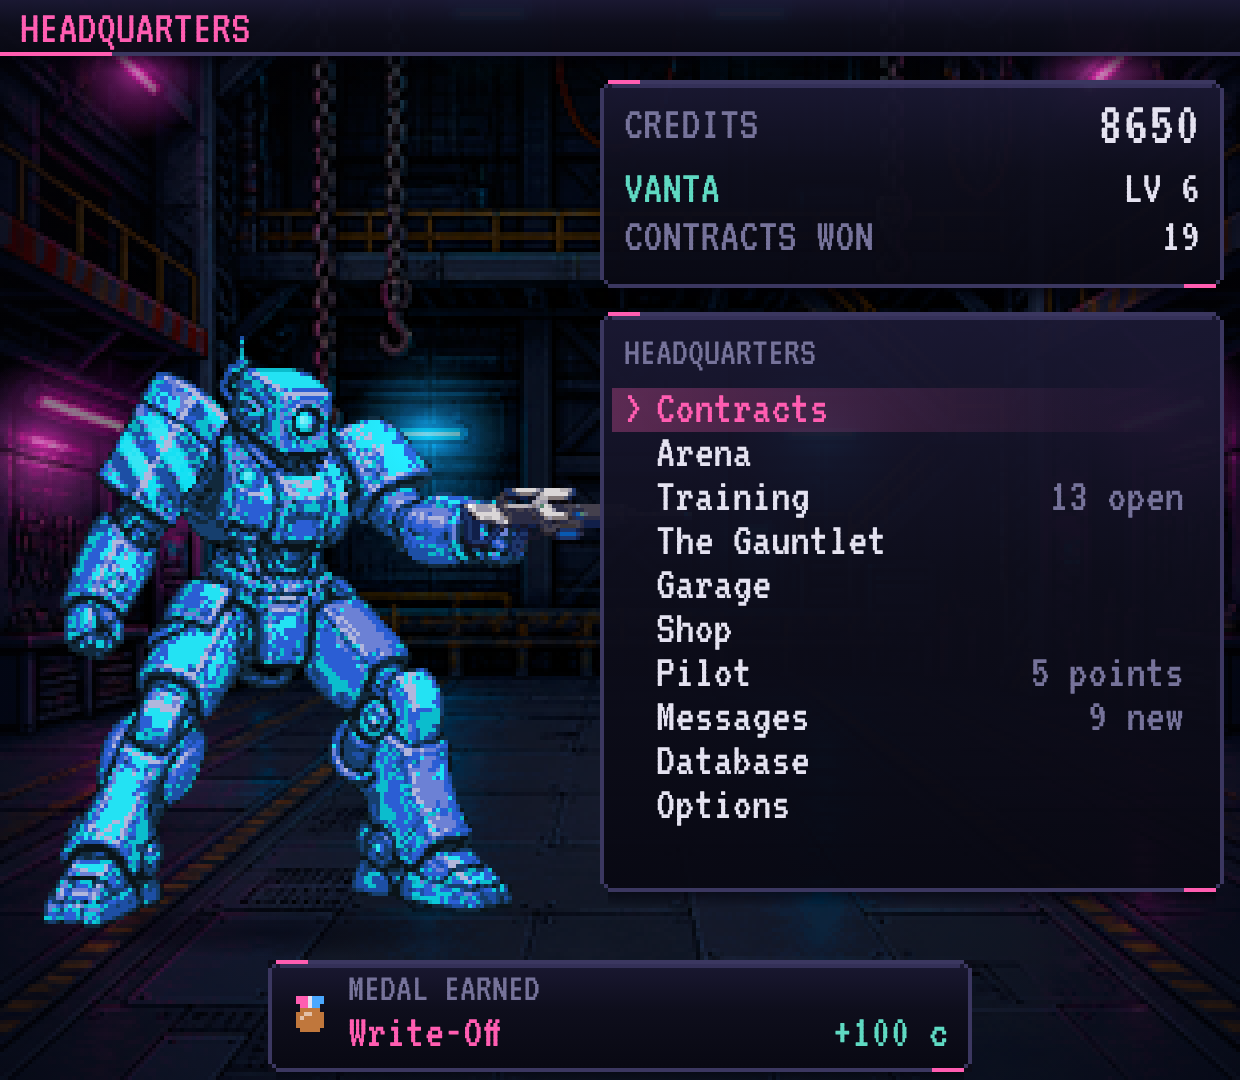 HEADQUARTERS
CREDITS 8650
VANTA LV 6
CONTRACTS WON 19
HEADQUARTERS
> Contracts
Arena
Training 13 open
The Gauntlet
Garage
Shop
Pilot 5 points
Messages 9 new
Database
Options
MEDAL EARNED
Write-Off +100 c